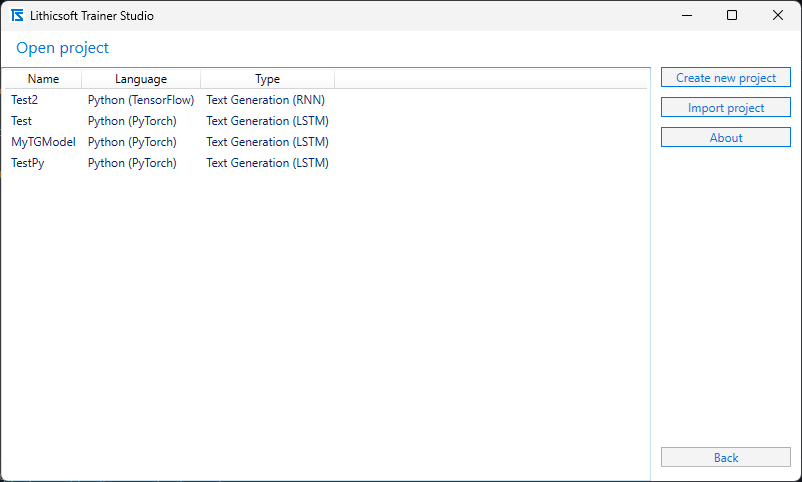 Lithicsoft Trainer Studio
Open project
Name Language Type
Test2 Python (TensorFlow) Text Generation (RNN)
Test Python (PyTorch) Text Generation (LSTM)
MyTGModel Python (PyTorch) Text Generation (LSTM)
TestPy Python (PyTorch) Text Generation (LSTM)
Create new project
Import project
About
Back